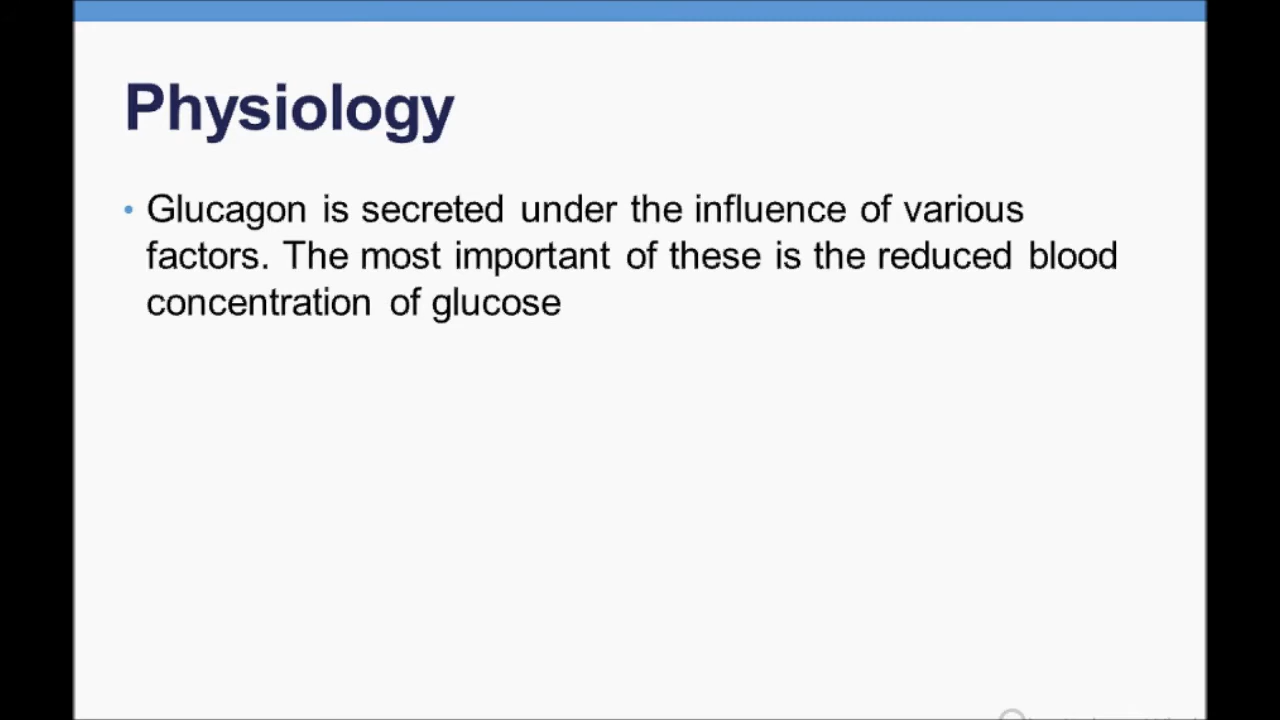 Physiology
• Glucagon is secreted under the influence of various
factors. The most important of these is the reduced blood
concentration of glucose